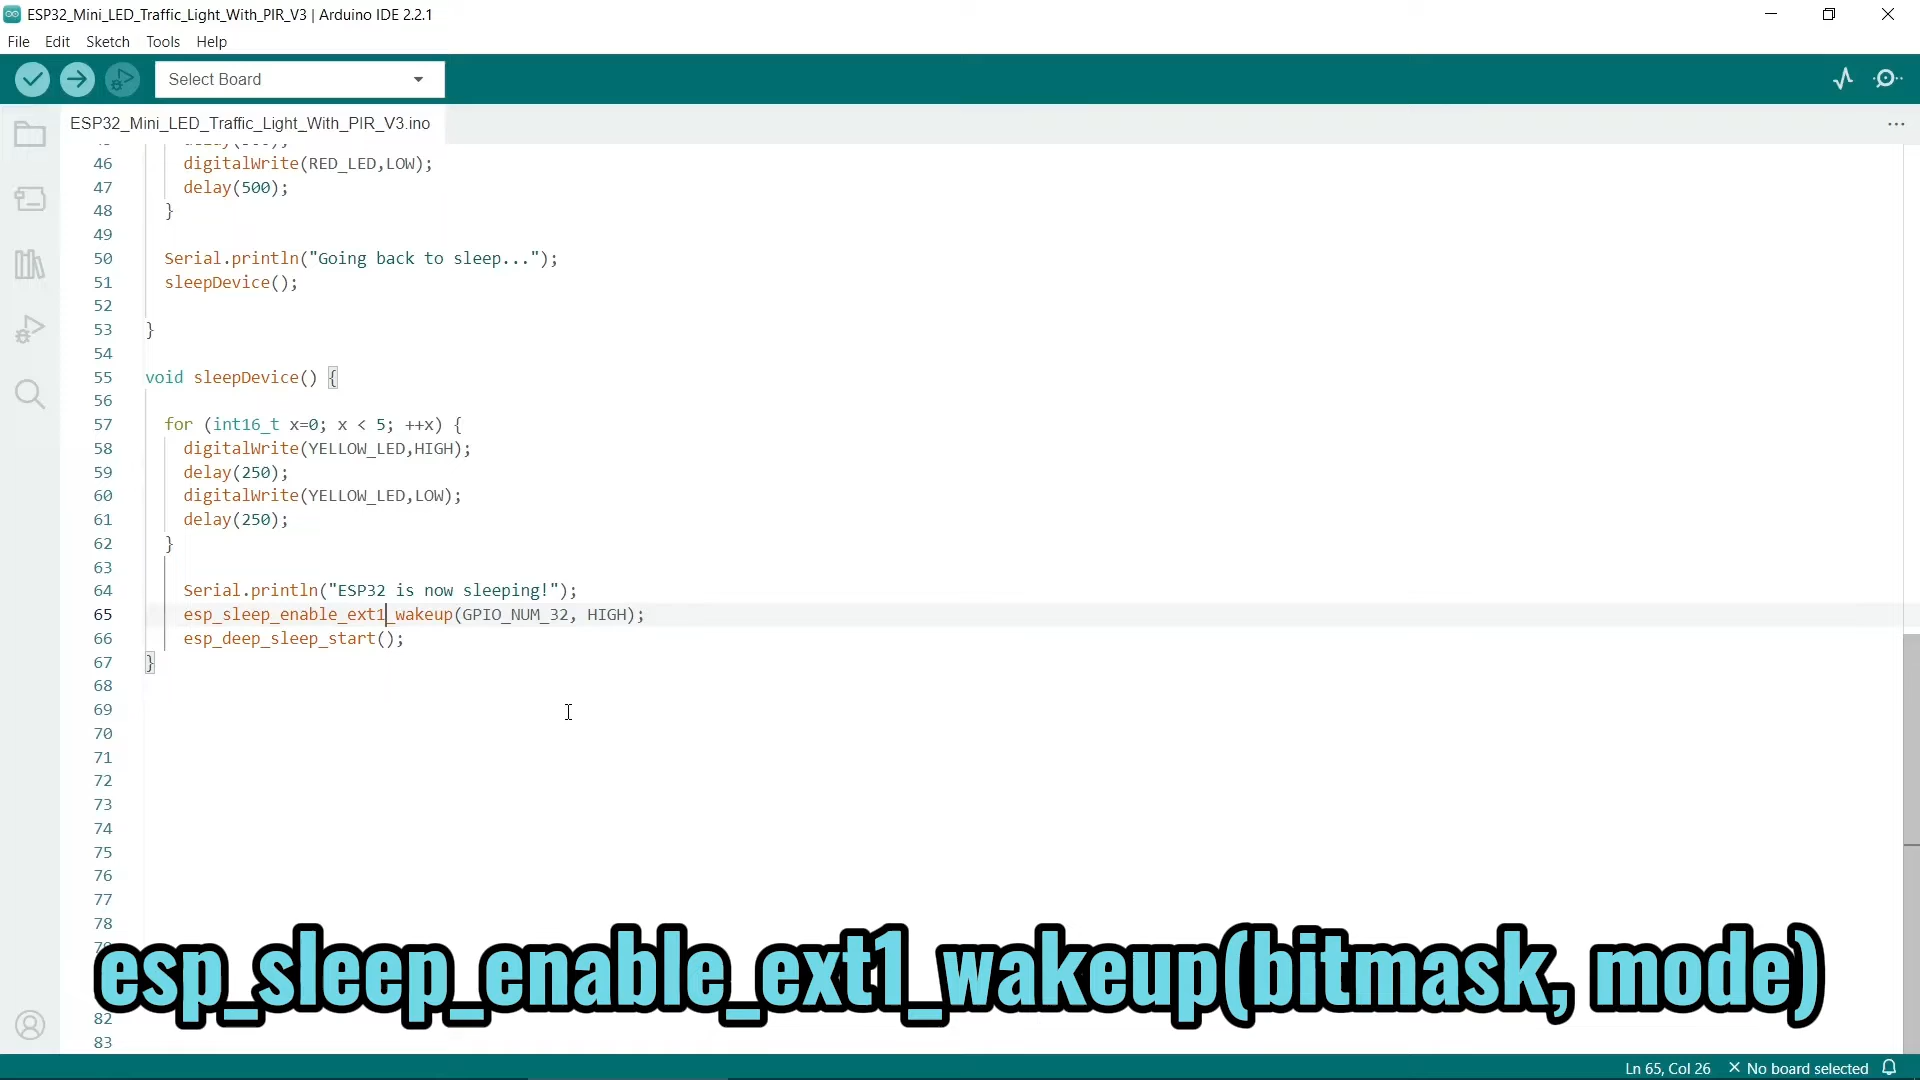 ESP32_Mini_LED_Traffic_Light_With_PIR_V3 | Arduino IDE 2.2.1
File Edit Sketch Tools Help
Select Board
ESP32_Mini_LED_Traffic_Light_With_PIR_V3.ino
46 digitalWrite(RED_LED,LOW);
47 delay(500);
48 }
49
50 Serial.println("Going back to sleep...");
51 sleepDevice();
52
53 }
54
55 void sleepDevice() {
56
57 for (int16_t x=0; x < 5; ++x) {
58 digitalWrite(YELLOW_LED,HIGH);
59 delay(250);
60 digitalWrite(YELLOW_LED,LOW);
61 delay(250);
62 }
63
64 Serial.println("ESP32 is now sleeping!");
65 esp_sleep_enable_ext1_wakeup(GPIO_NUM_32, HIGH);
66 esp_deep_sleep_start();
67 }
68
69
70
71
72
73
74
75
76
77
78
esp_sleep_enable_ext1_wakeup(bitmask, mode)
82
83
Ln 65, Col 26 No board selected